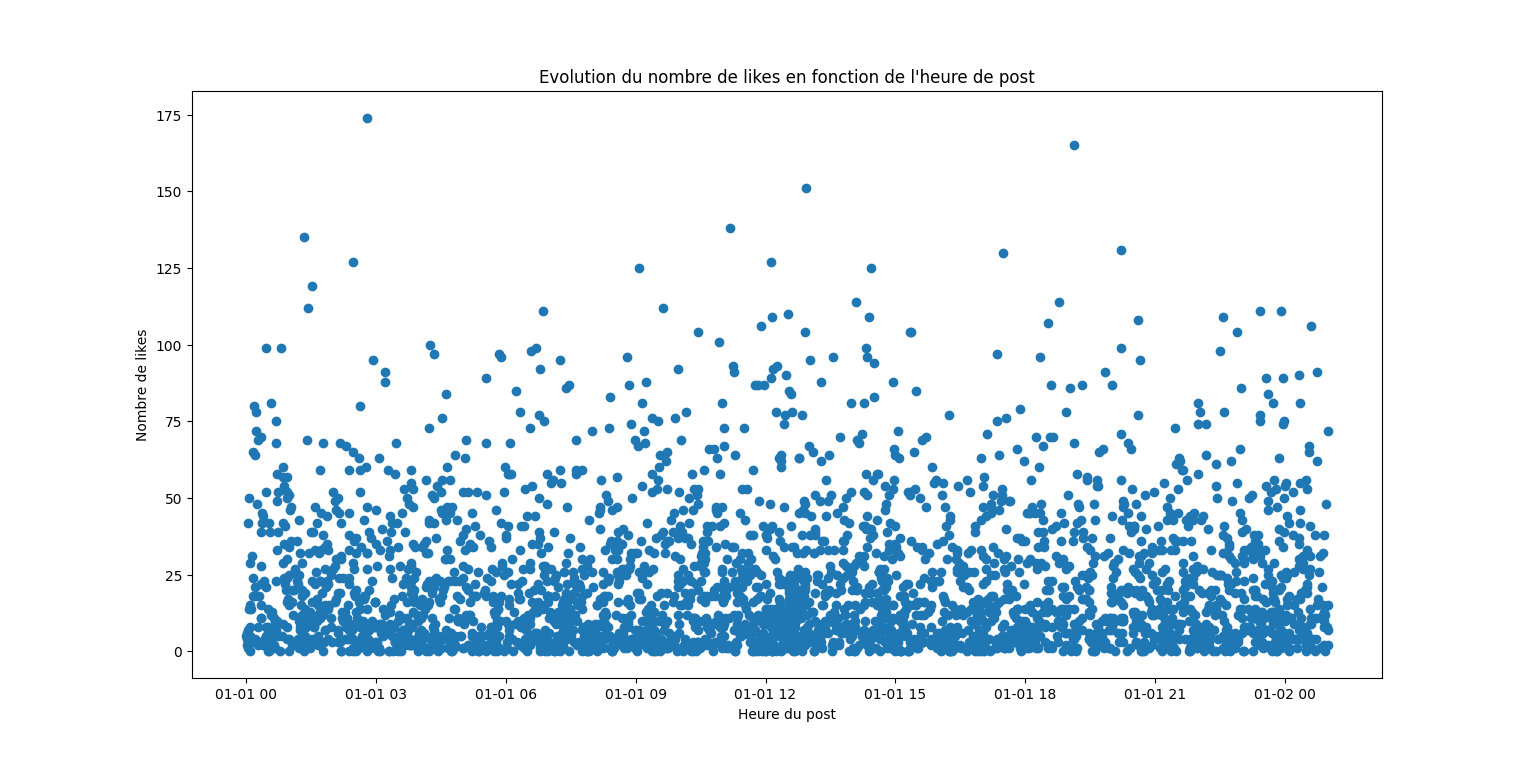 Evolution du nombre de likes en fonction de l'heure de post
175
150
125
100
75
50
25
0
Nombre de likes
01-01 00 01-01 03 01-01 06 01-01 09 01-01 12 01-01 15 01-01 18 01-01 21 01-02 00
Heure du post